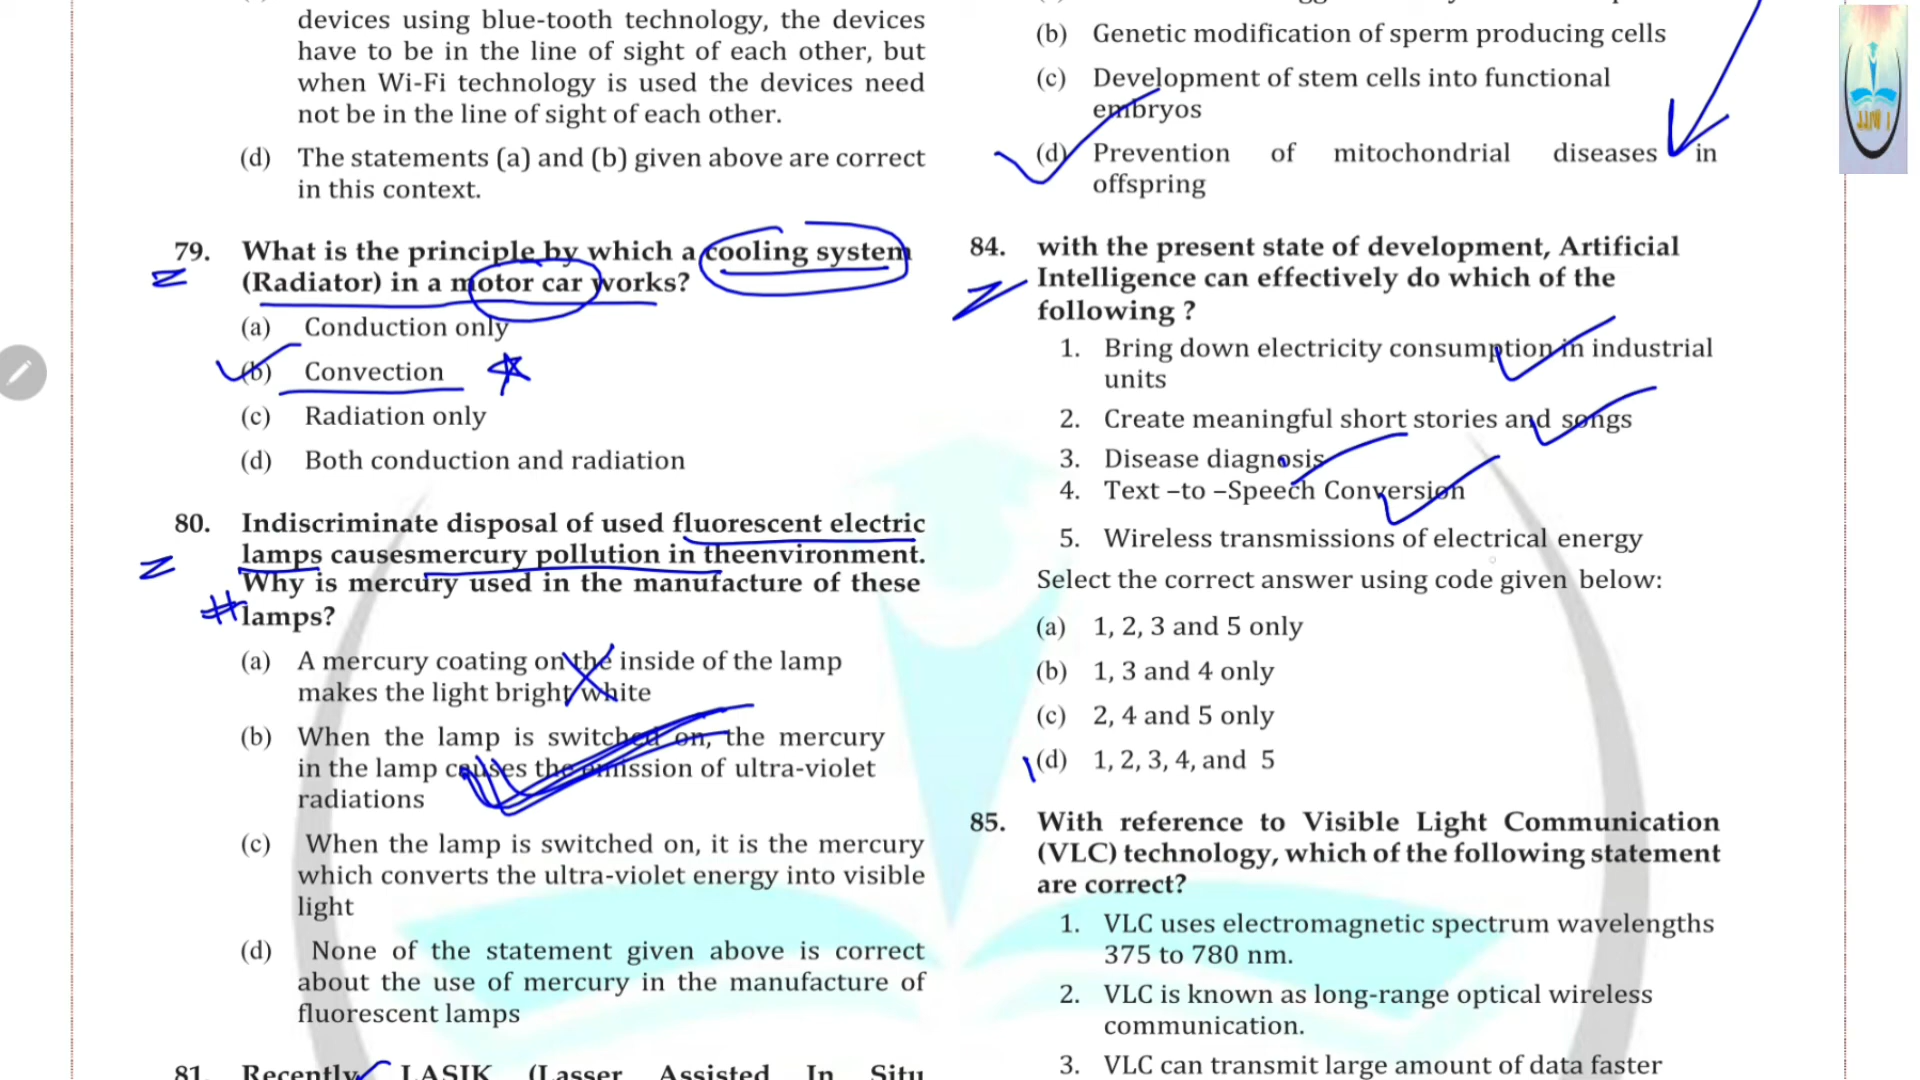 devices using blue-tooth technology, the devices
have to be in the line of sight of each other, but
when Wi-Fi technology is used the devices need
not be in the line of sight of each other.
(d) The statements (a) and (b) given above are correct
in this context.
79. What is the principle by which a cooling system
(Radiator) in a motor car works?
(a) Conduction only
(b) Convection
(c) Radiation only
(d) Both conduction and radiation
80. Indiscriminate disposal of used fluorescent electric
lamps causesmercury pollution in theenvironment.
Why is mercury used in the manufacture of these
lamps?
(a) A mercury coating on the inside of the lamp
makes the light bright white
(b) When the lamp is switched on, the mercury
in the lamp causes the emission of ultra-violet
radiations
(c) When the lamp is switched on, it is the mercury
which converts the ultra-violet energy into visible
light
(d) None of the statement given above is correct
about the use of mercury in the manufacture of
fluorescent lamps
81. Recently LASIK (Lasser Assisted In Situ
(b) Genetic modification of sperm producing cells
(c) Development of stem cells into functional
embryos
(d) Prevention of mitochondrial diseases in
offspring
84. with the present state of development, Artificial
Intelligence can effectively do which of the
following ?
1. Bring down electricity consumption in industrial
units
2. Create meaningful short stories and songs
3. Disease diagnosis
4. Text –to –Speech Conversion
5. Wireless transmissions of electrical energy
Select the correct answer using code given below:
(a) 1, 2, 3 and 5 only
(b) 1, 3 and 4 only
(c) 2, 4 and 5 only
(d) 1, 2, 3, 4, and 5
85. With reference to Visible Light Communication
(VLC) technology, which of the following statement
are correct?
1. VLC uses electromagnetic spectrum wavelengths
375 to 780 nm.
2. VLC is known as long-range optical wireless
communication.
3. VLC can transmit large amount of data faster